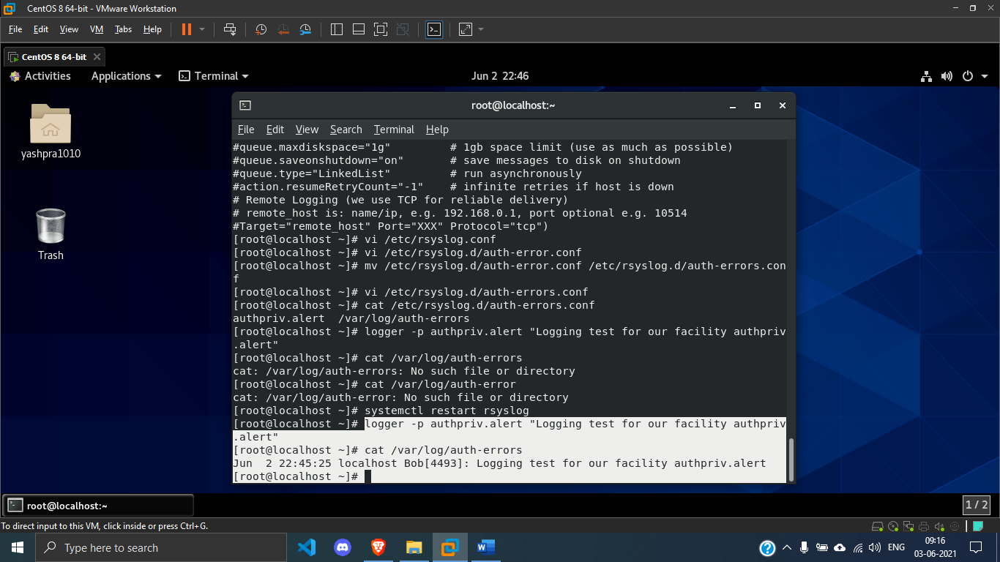 CentOS 8 64-bit - VMware Workstation
File Edit View VM Tabs Help
CentOS 8 64-bit
Activities Applications Terminal Jun 2 22:46
yashpra1010
Trash
root@localhost:~
File Edit View Search Terminal Help
#queue.maxdiskspace="1g"         # 1gb space limit (use as much as possible)
#queue.saveonshutdown="on"       # save messages to disk on shutdown
#queue.type="LinkedList"         # run asynchronously
#action.resumeRetryCount="-1"    # infinite retries if host is down
# Remote Logging (we use TCP for reliable delivery)
# remote_host is: name/ip, e.g. 192.168.0.1, port optional e.g. 10514
#Target="remote_host" Port="XXX" Protocol="tcp")
[root@localhost ~]# vi /etc/rsyslog.conf
[root@localhost ~]# vi /etc/rsyslog.d/auth-error.conf
[root@localhost ~]# mv /etc/rsyslog.d/auth-error.conf /etc/rsyslog.d/auth-errors.con
f
[root@localhost ~]# vi /etc/rsyslog.d/auth-errors.conf
[root@localhost ~]# cat /etc/rsyslog.d/auth-errors.conf
authpriv.alert  /var/log/auth-errors
[root@localhost ~]# logger -p authpriv.alert "Logging test for our facility authpriv
.alert"
[root@localhost ~]# cat /var/log/auth-errors
cat: /var/log/auth-errors: No such file or directory
[root@localhost ~]# cat /var/log/auth-error
cat: /var/log/auth-error: No such file or directory
[root@localhost ~]# systemctl restart rsyslog
[root@localhost ~]# logger -p authpriv.alert "Logging test for our facility authpriv
.alert"
[root@localhost ~]# cat /var/log/auth-errors
Jun  2 22:45:25 localhost Bob[4493]: Logging test for our facility authpriv.alert
[root@localhost ~]#
root@localhost:~
1 / 2
To direct input to this VM, click inside or press Ctrl+G.
Type here to search
ENG
09:16
03-06-2021